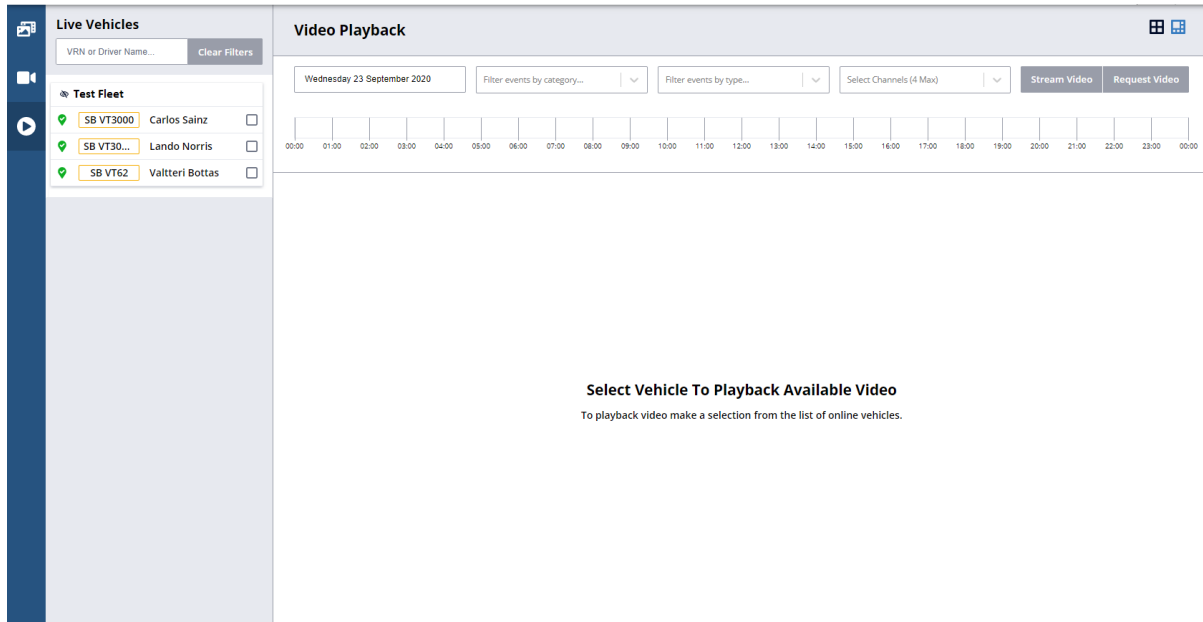 Live Vehicles
VRN or Driver Name...
Clear Filters
Test Fleet
SB VT3000 Carlos Sainz
SB VT30... Lando Norris
SB VT62 Valtteri Bottas
Video Playback
Wednesday 23 September 2020
Filter events by category...
Filter events by type...
Select Channels (4 Max)
Stream Video
Request Video
00:00 01:00 02:00 03:00 04:00 05:00 06:00 07:00 08:00 09:00 10:00 11:00 12:00 13:00 14:00 15:00 16:00 17:00 18:00 19:00 20:00 21:00 22:00 23:00 00:00
Select Vehicle To Playback Available Video
To playback video make a selection from the list of online vehicles.